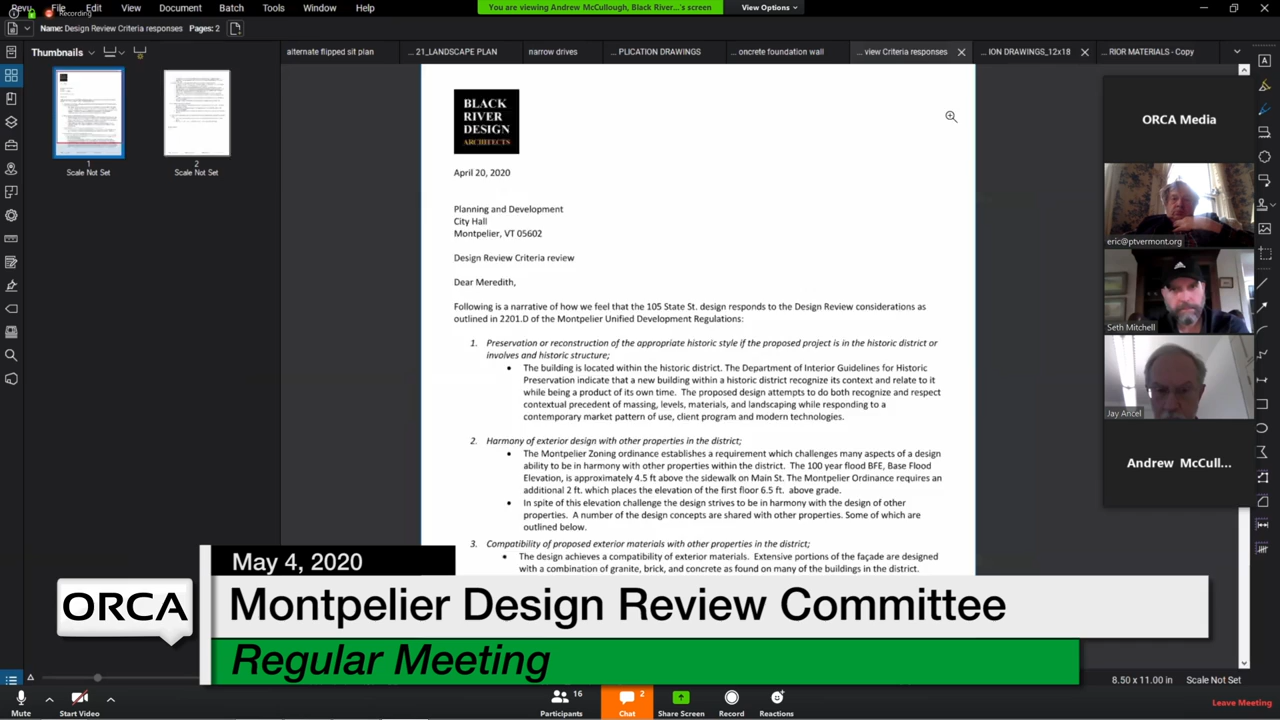 Revu File Edit View Document Batch Tools Window Help
Recording
You are viewing Andrew McCullough, Black River...'s screen
View Options
Name: Design Review Criteria responses Pages: 2
Thumbnails
alternate flipped sit plan
... 21_LANDSCAPE PLAN
narrow drives
... PLICATION DRAWINGS
... oncrete foundation wall
... view Criteria responses
... ION DRAWINGS_12x18
... RIOR MATERIALS - Copy
1
Scale Not Set
2
Scale Not Set
BLACK
RIVER
DESIGN
ARCHITECTS
April 20, 2020
Planning and Development
City Hall
Montpelier, VT 05602
Design Review Criteria review
Dear Meredith,
Following is a narrative of how we feel that the 105 State St. design responds to the Design Review considerations as
outlined in 2201.D of the Montpelier Unified Development Regulations:
1. Preservation or reconstruction of the appropriate historic style if the proposed project is in the historic district or
involves and historic structure;
• The building is located within the historic district. The Department of Interior Guidelines for Historic
Preservation indicate that a new building within a historic district recognize its context and relate to it
while being a product of its own time. The proposed design attempts to do both recognize and respect
contextual precedent of massing, levels, materials, and landscaping while responding to a
contemporary market pattern of use, client program and modern technologies.
2. Harmony of exterior design with other properties in the district;
• The Montpelier Zoning ordinance establishes a requirement which challenges many aspects of a design
ability to be in harmony with other properties within the district. The 100 year flood BFE, Base Flood
Elevation, is approximately 4.5 ft above the sidewalk on Main St. The Montpelier Ordinance requires an
additional 2 ft. which places the elevation of the first floor 6.5 ft. above grade.
• In spite of this elevation challenge the design strives to be in harmony with the design of other
properties. A number of the design concepts are shared with other properties. Some of which are
outlined below.
3. Compatibility of proposed exterior materials with other properties in the district;
• The design achieves a compatibility of exterior materials. Extensive portions of the façade are designed
with a combination of granite, brick, and concrete as found on many of the buildings in the district.
ORCA Media
eric@ptvermont.org
Seth Mitchell
Jay Ancel
Andrew McCull...
May 4, 2020
ORCA
Montpelier Design Review Committee
Regular Meeting
8.50 x 11.00 in
Scale Not Set
Mute
Start Video
Participants 16
Chat 2
Share Screen
Record
Reactions
Leave Meeting